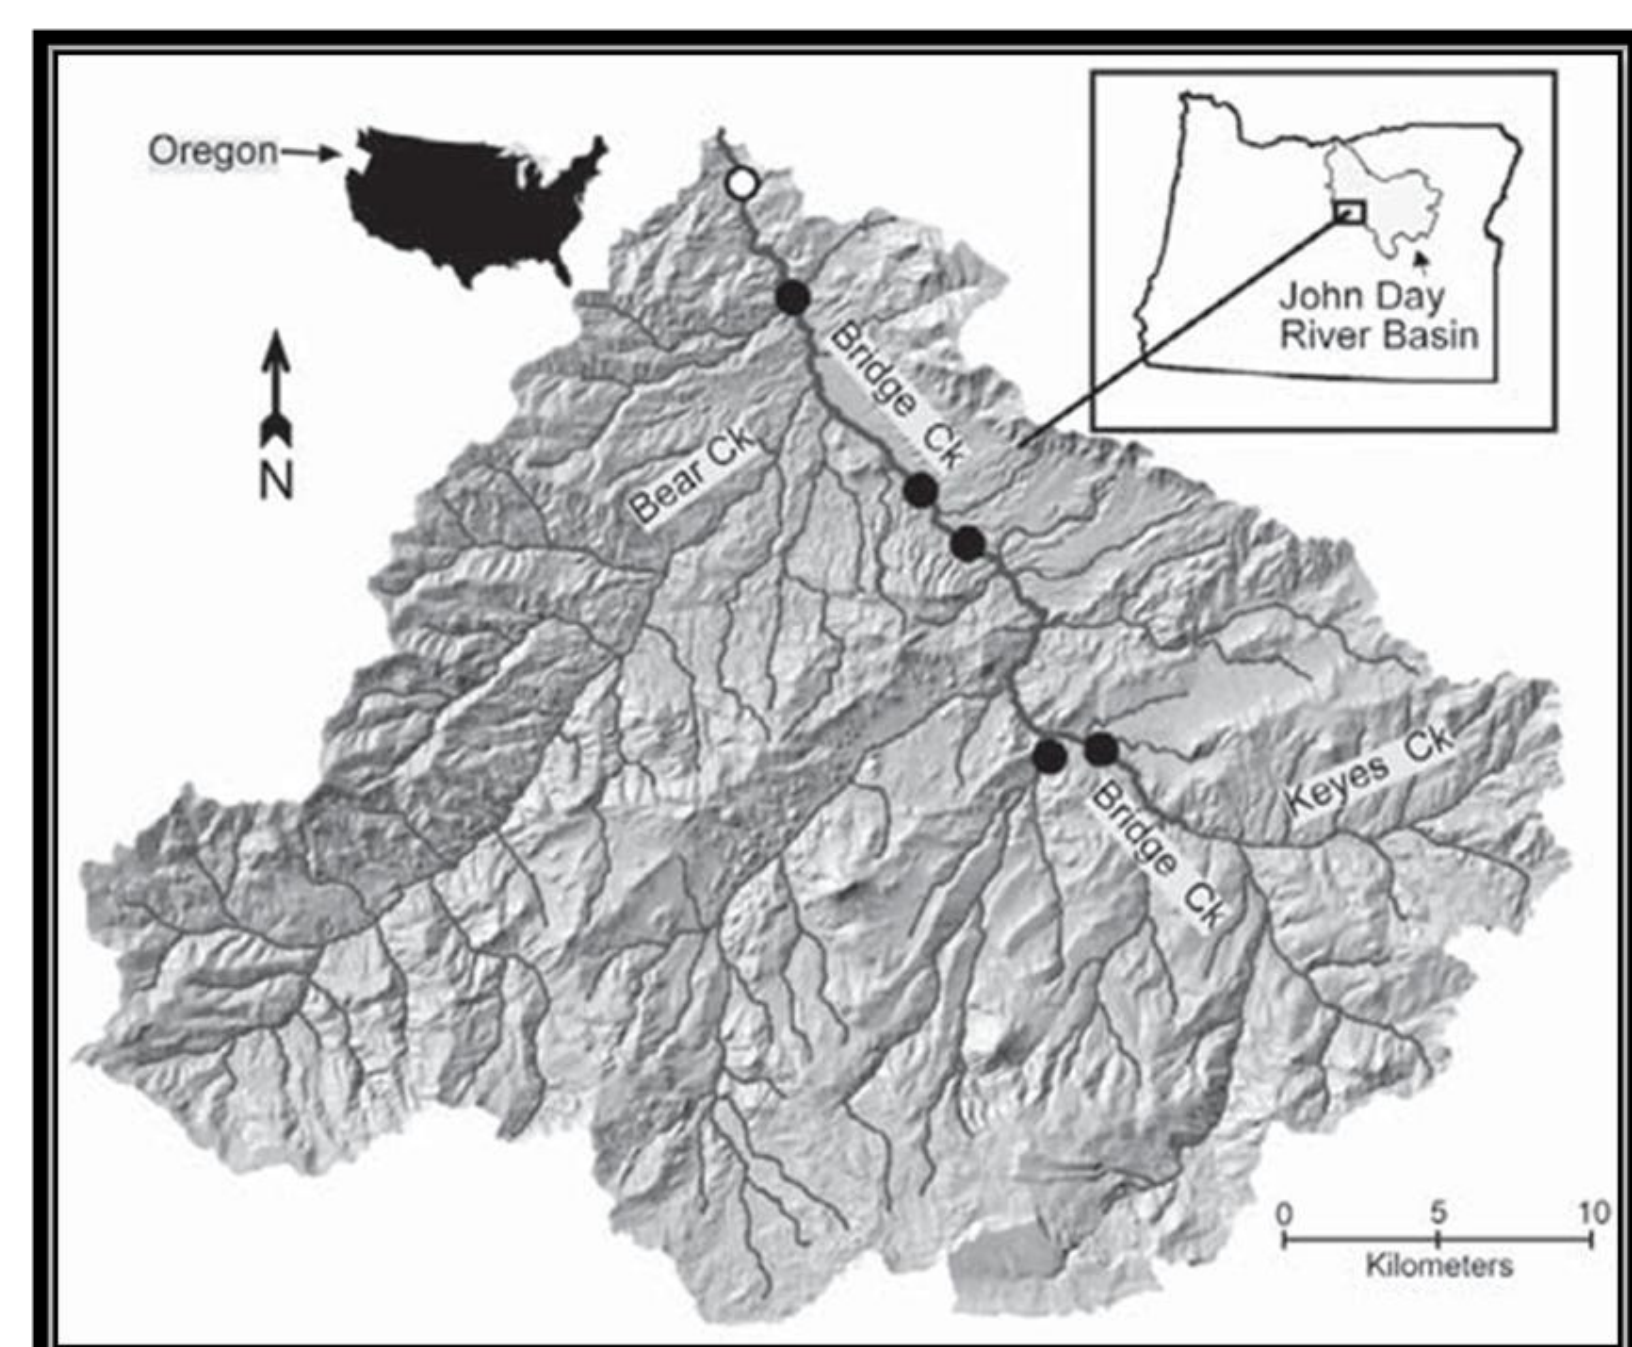 Oregon
N
John Day
River Basin
Bridge Ck
Bear Ck
Keyes Ck
Bridge Ck
0 5 10
Kilometers